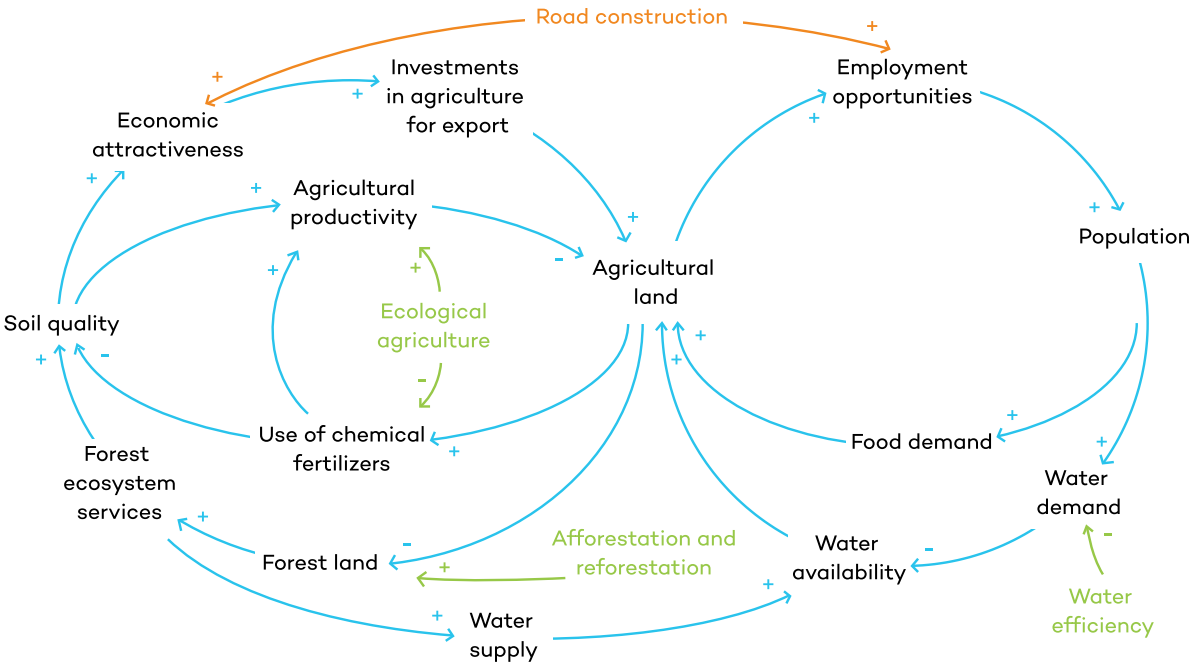 Road construction
+
+
Investments
in agriculture
for export
+
+
Employment
opportunities
+
Economic
attractiveness
+
+
Agricultural
productivity
+
+
Population
-
+
+
Agricultural
land
Ecological
agriculture
Soil quality
+
-
+
+
-
Use of chemical
fertilizers
+
+
Food demand
+
Forest
ecosystem
services
Water
demand
+
-
-
-
Forest land
Afforestation and
reforestation
+
Water
availability
+
+
Water
supply
Water
efficiency